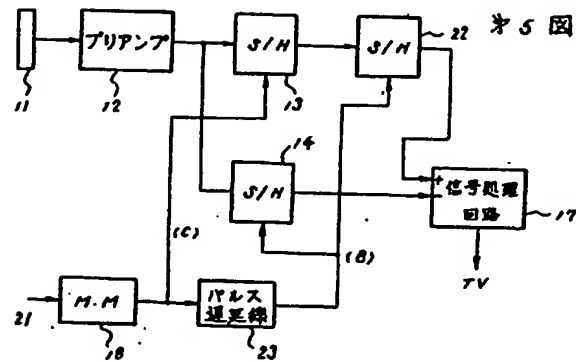 第5図
プリアンプ
S/H
S/H
22
11
12
13
14
S/H
+
-
信号処理
回路
17
(C)
(B)
TV
21
M.M
パルス
遅延線
18
23